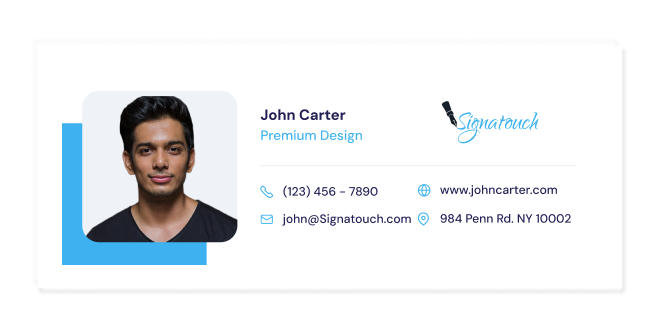 John Carter
Premium Design
Signatouch
(123) 456 - 7890
www.johncarter.com
john@Signatouch.com
984 Penn Rd. NY 10002